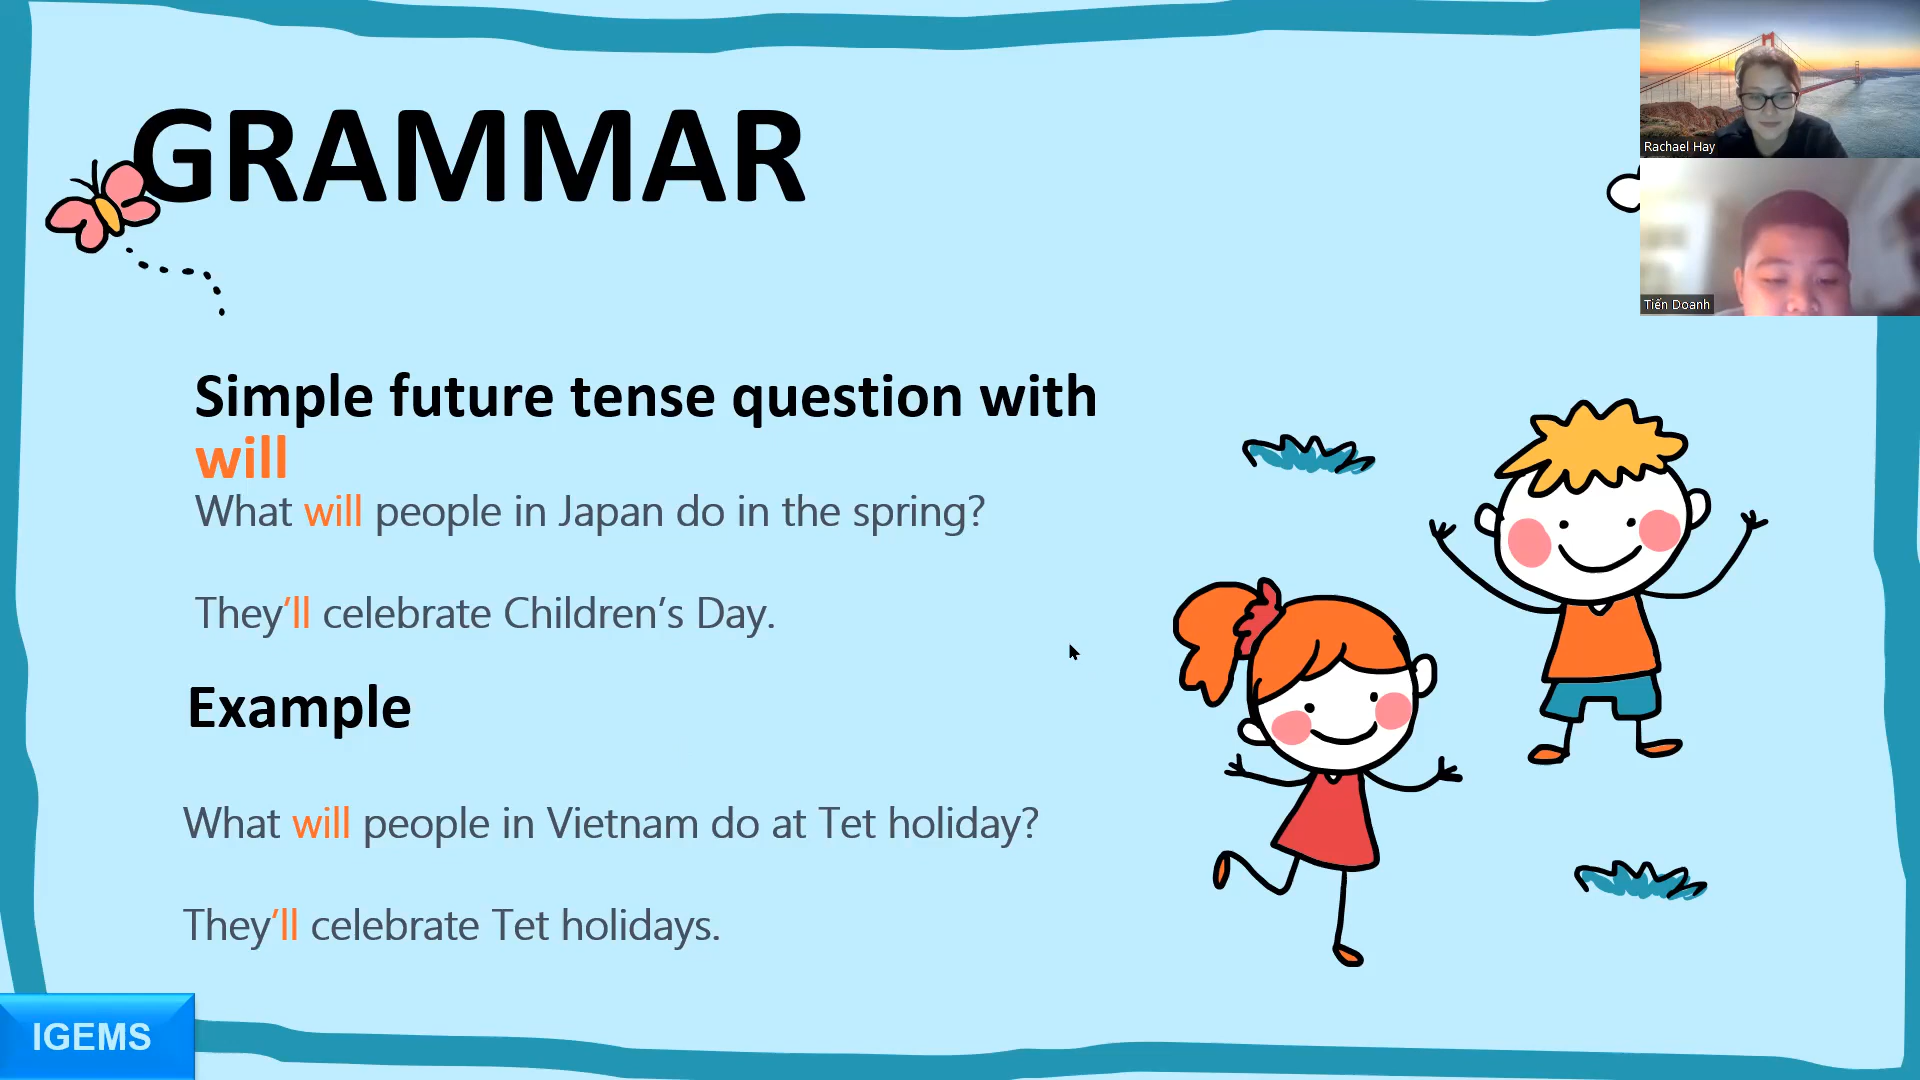 GRAMMAR
Rachael Hay
Tiến Doanh
Simple future tense question with
will
What will people in Japan do in the spring?
They’ll celebrate Children’s Day.
Example
What will people in Vietnam do at Tet holiday?
They’ll celebrate Tet holidays.
IGEMS